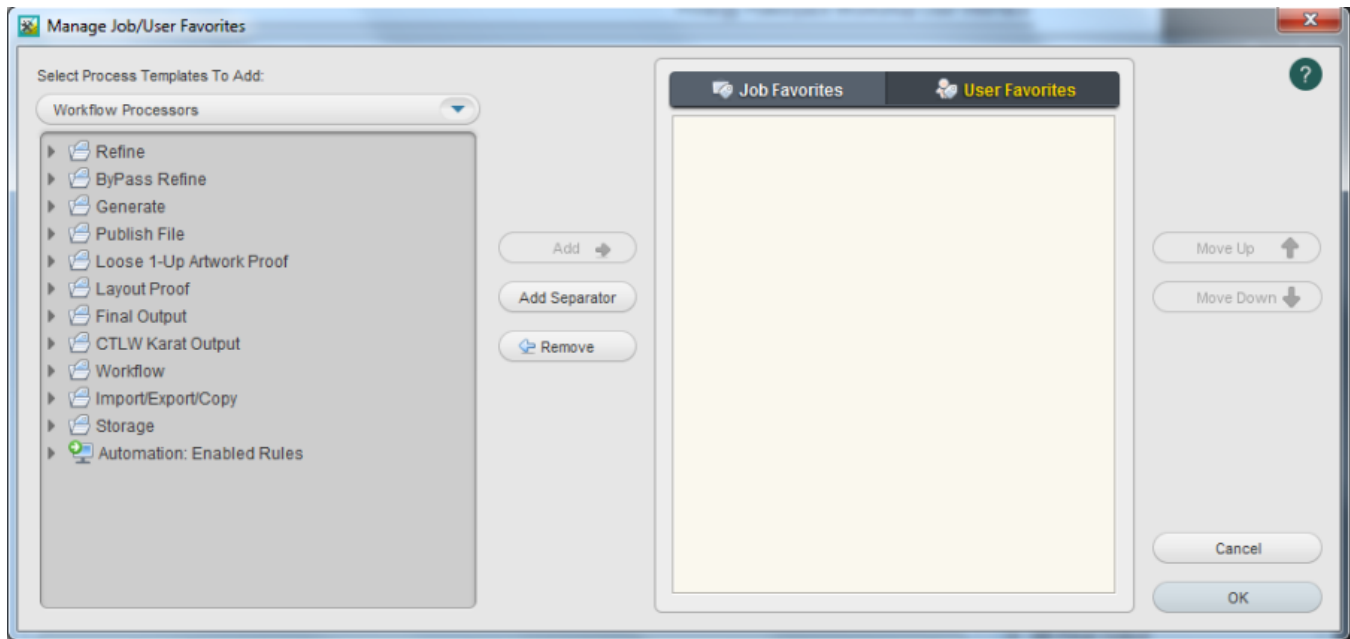 Manage Job/User Favorites
Select Process Templates To Add:
Workflow Processors
Refine
ByPass Refine
Generate
Publish File
Loose 1-Up Artwork Proof
Layout Proof
Final Output
CTLW Karat Output
Workflow
Import/Export/Copy
Storage
Automation: Enabled Rules
Add
Add Separator
Remove
Job Favorites
User Favorites
?
Move Up
Move Down
Cancel
OK